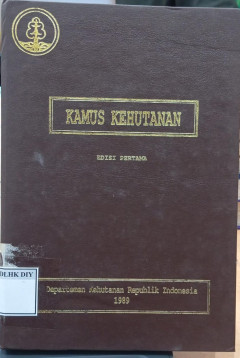 KAMUS KEHUTANAN
EDISI PERTAMA
DLHK DIY
Departemen Kehutanan Republik Indonesia
1989